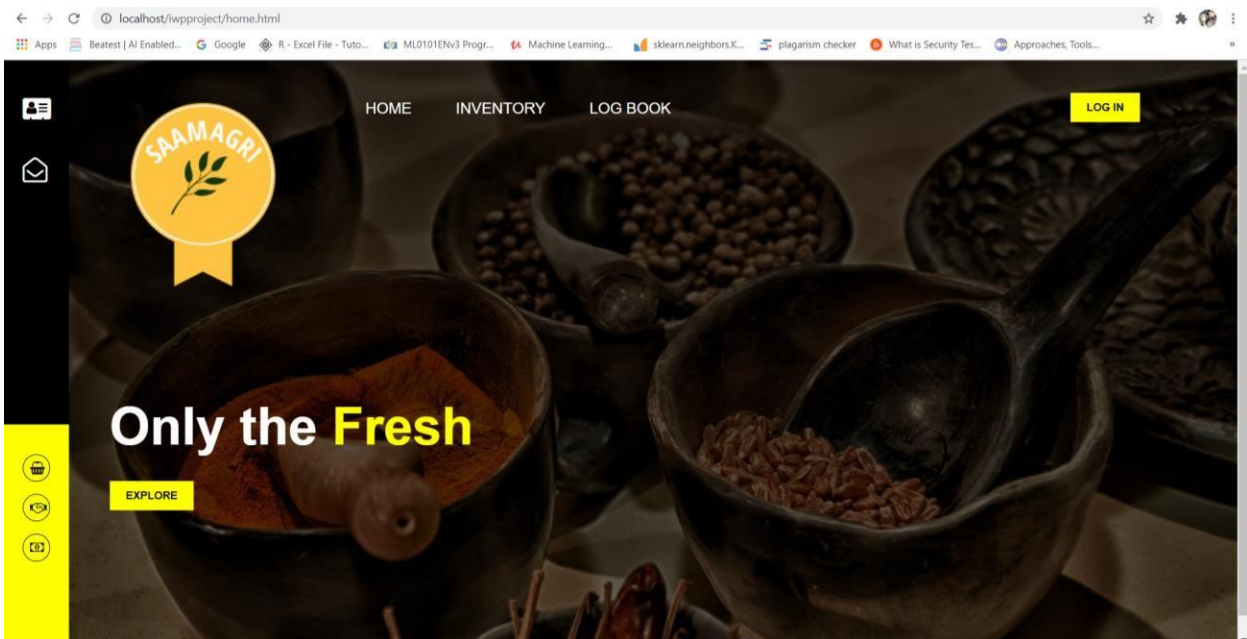 localhost/iwpproject/home.html
Apps Beatest | AI Enabled... Google R - Excel File - Tuto... ML0101ENv3 Progr... Machine Learning... sklearn.neighbors.K... plagarism checker What is Security Tes... Approaches, Tools... »
SAAMAGRI
HOME INVENTORY LOG BOOK LOG IN
Only the Fresh
EXPLORE